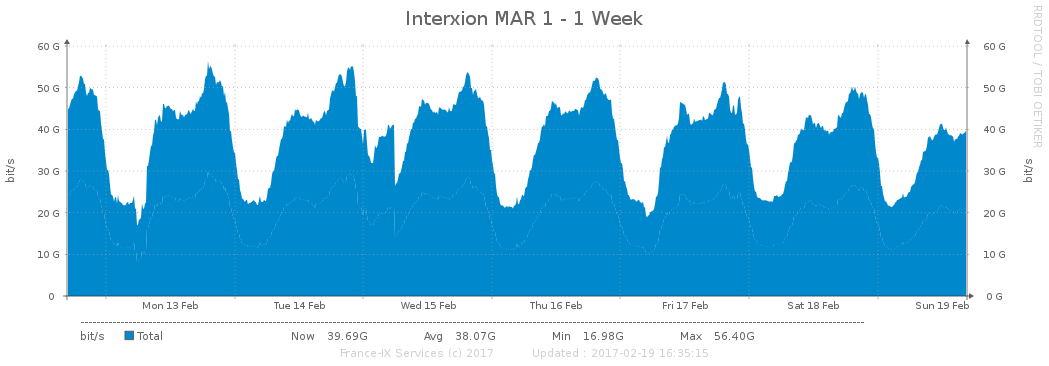 Interxion MAR 1 - 1 Week
RRDTOOL / TOBI OETIKER
bit/s
60 G 60 G
50 G 50 G
40 G 40 G
30 G 30 G
20 G 20 G
10 G 10 G
0 0 G
bit/s
Mon 13 Feb Tue 14 Feb Wed 15 Feb Thu 16 Feb Fri 17 Feb Sat 18 Feb Sun 19 Feb
bit/s Total Now 39.69G Avg 38.07G Min 16.98G Max 56.40G
France-IX Services (c) 2017 Updated : 2017-02-19 16:35:15